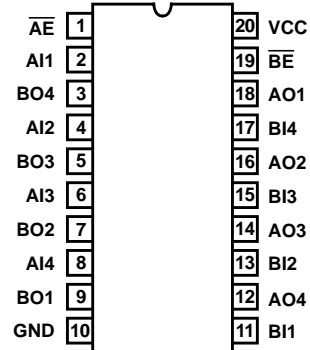 A̅E̅ 1 20 VCC
AI1 2 19 B̅E̅
BO4 3 18 AO1
AI2 4 17 BI4
BO3 5 16 AO2
AI3 6 15 BI3
BO2 7 14 AO3
AI4 8 13 BI2
BO1 9 12 AO4
GND 10 11 BI1